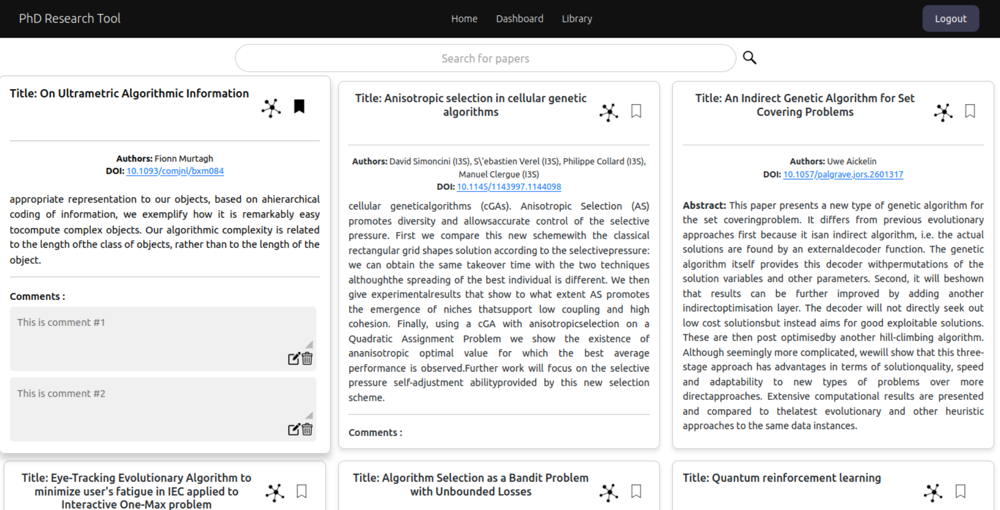 PhD Research Tool
Home Dashboard Library
Logout
Search for papers
Title: On Ultrametric Algorithmic Information
Authors: Fionn Murtagh
DOI: 10.1093/comjnl/bxm084
appropriate representation to our objects, based on ahierarchical
coding of information, we exemplify how it is remarkably easy
tocompute complex objects. Our algorithmic complexity is related
to the length ofthe class of objects, rather than to the length of the
object.
Comments :
This is comment #1
This is comment #2
Title: Anisotropic selection in cellular genetic
algorithms
Authors: David Simoncini (I3S), S\'ebastien Verel (I3S), Philippe Collard (I3S),
Manuel Clergue (I3S)
DOI: 10.1145/1143997.1144098
cellular geneticalgorithms (cGAs). Anisotropic Selection (AS)
promotes diversity and allowsaccurate control of the selective
pressure. First we compare this new schemewith the classical
rectangular grid shapes solution according to the selectivepressure:
we can obtain the same takeover time with the two techniques
althoughthe spreading of the best individual is different. We then
give experimentalresults that show to what extent AS promotes
the emergence of niches thatsupport low coupling and high
cohesion. Finally, using a cGA with anisotropicselection on a
Quadratic Assignment Problem we show the existence of
ananisotropic optimal value for which the best average
performance is observed.Further work will focus on the selective
pressure self-adjustment abilityprovided by this new selection
scheme.
Comments :
Title: An Indirect Genetic Algorithm for Set
Covering Problems
Authors: Uwe Aickelin
DOI: 10.1057/palgrave.jors.2601317
Abstract: This paper presents a new type of genetic algorithm for
the set coveringproblem. It differs from previous evolutionary
approaches first because it isan indirect algorithm, i.e. the actual
solutions are found by an externaldecoder function. The genetic
algorithm itself provides this decoder withpermutations of the
solution variables and other parameters. Second, it will beshown
that results can be further improved by adding another
indirectoptimisation layer. The decoder will not directly seek out
low cost solutionsbut instead aims for good exploitable solutions.
These are then post optimisedby another hill-climbing algorithm.
Although seemingly more complicated, wewill show that this three-
stage approach has advantages in terms of solutionquality, speed
and adaptability to new types of problems over more
directapproaches. Extensive computational results are presented
and compared to thelatest evolutionary and other heuristic
approaches to the same data instances.
Title: Eye-Tracking Evolutionary Algorithm to
minimize user's fatigue in IEC applied to
Interactive One-Max problem
Title: Algorithm Selection as a Bandit Problem
with Unbounded Losses
Title: Quantum reinforcement learning